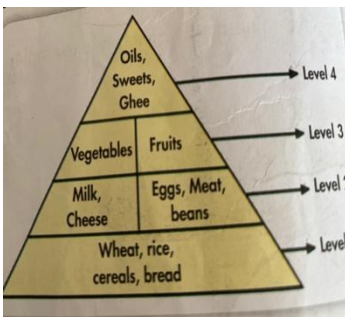 Oils,
Sweets,
Ghee
Level 4
Vegetables
Fruits
Level 3
Milk,
Cheese
Eggs, Meat,
beans
Level
Wheat, rice,
cereals, bread
Level